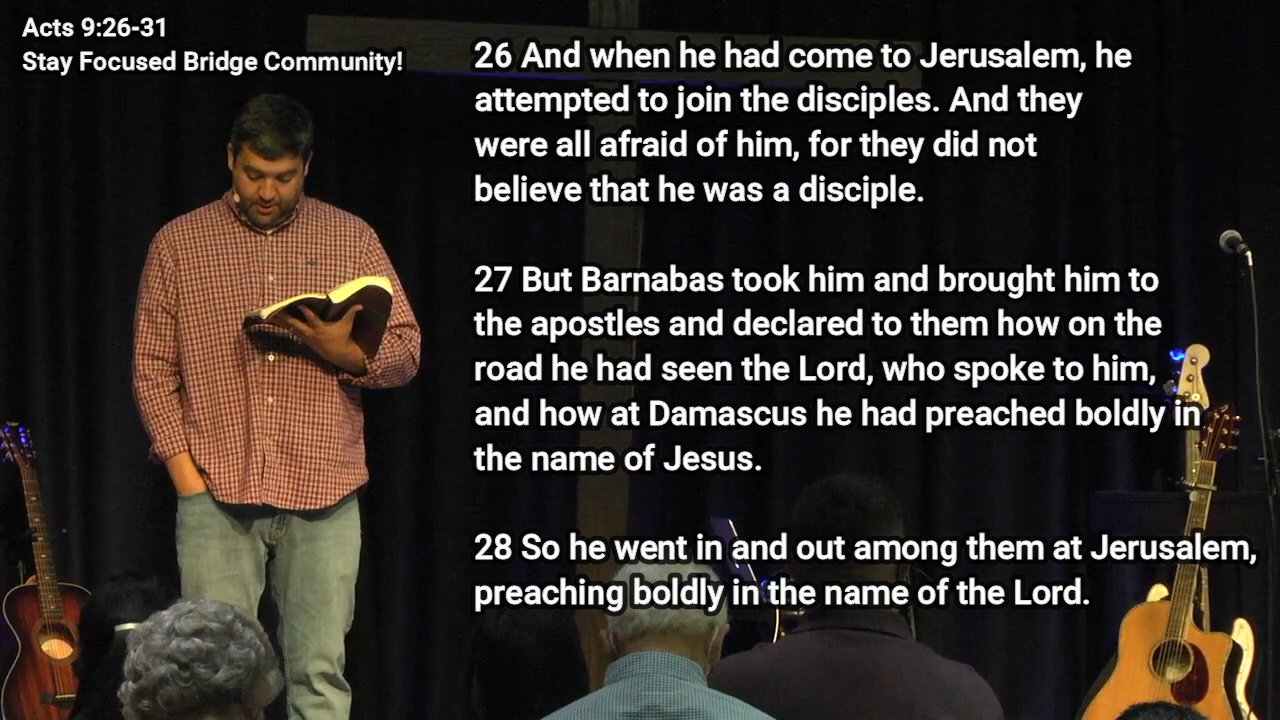 Acts 9:26-31
Stay Focused Bridge Community!
26 And when he had come to Jerusalem, he
attempted to join the disciples. And they
were all afraid of him, for they did not
believe that he was a disciple.
27 But Barnabas took him and brought him to
the apostles and declared to them how on the
road he had seen the Lord, who spoke to him,
and how at Damascus he had preached boldly in
the name of Jesus.
28 So he went in and out among them at Jerusalem,
preaching boldly in the name of the Lord.